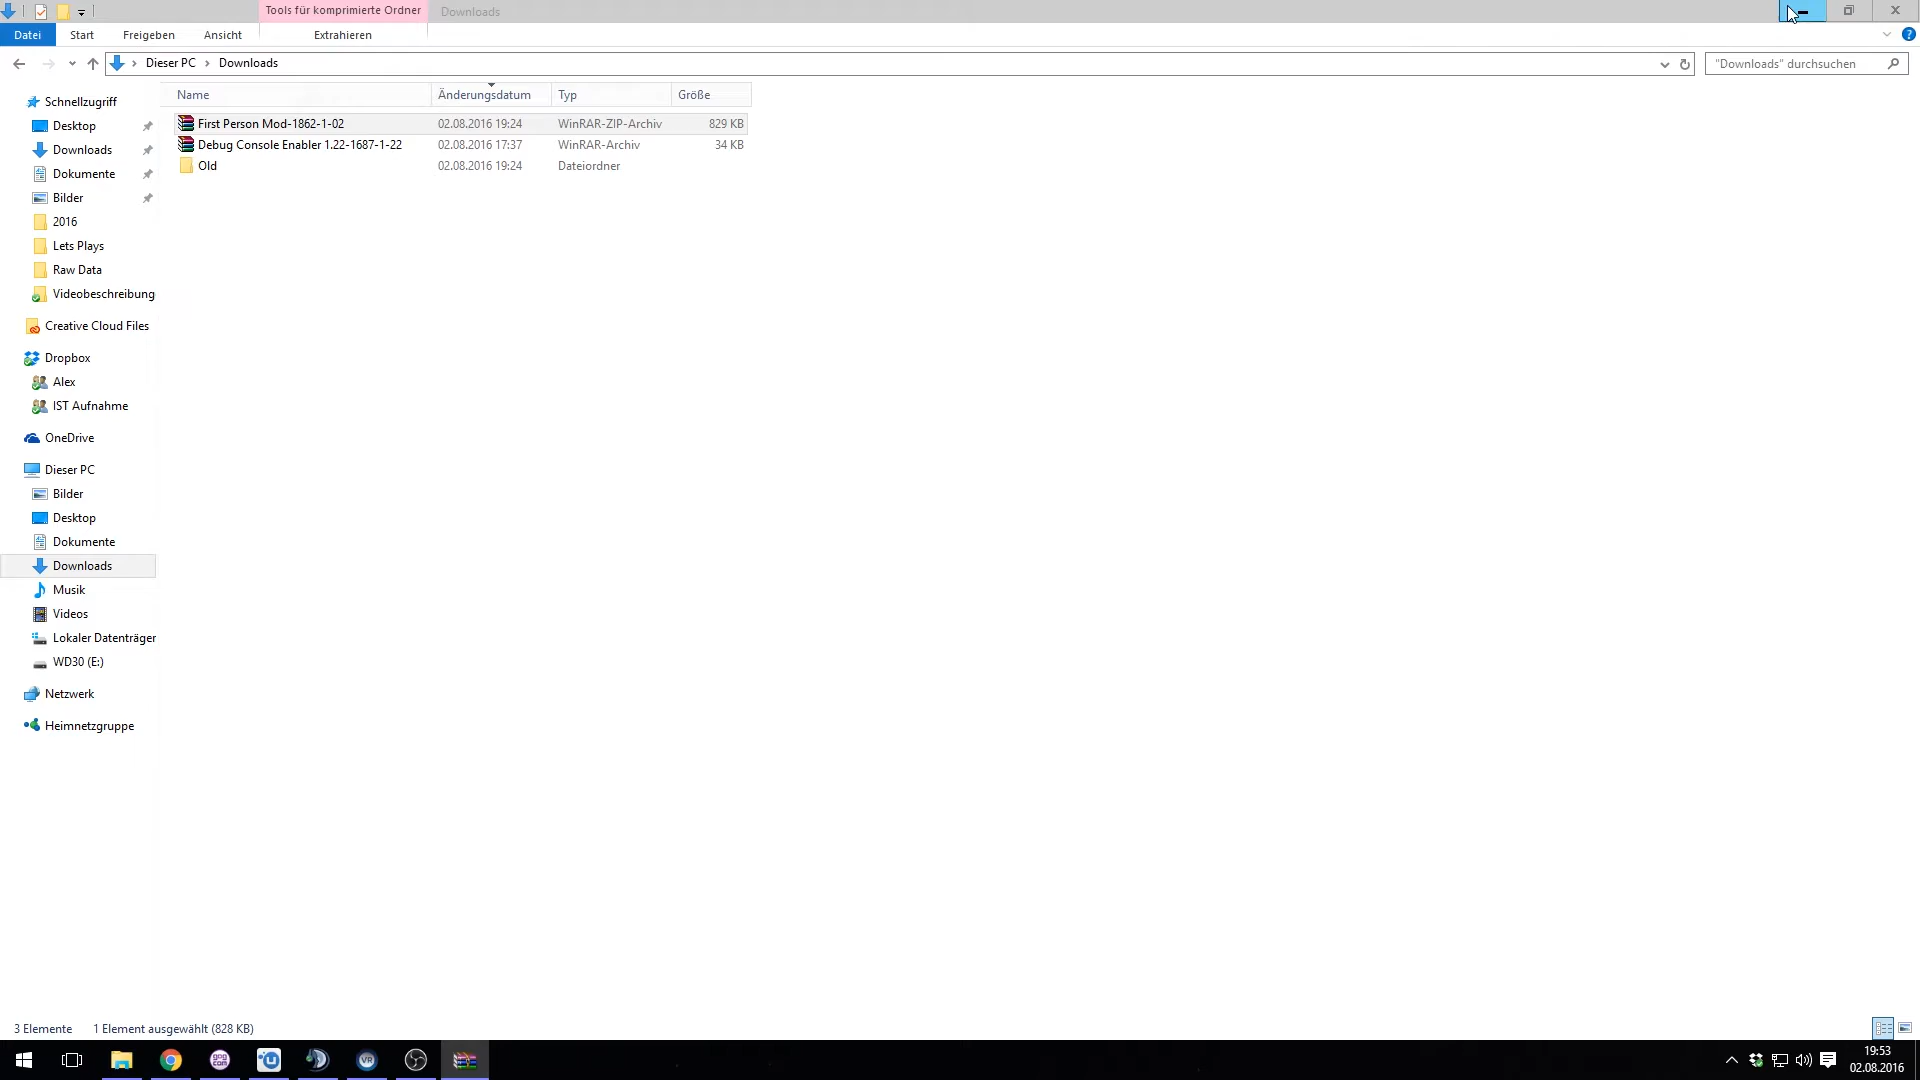 Tools für komprimierte Ordner Downloads
Datei Start Freigeben Ansicht Extrahieren
Dieser PC Downloads "Downloads" durchsuchen
Name Änderungsdatum Typ Größe
First Person Mod-1862-1-02 02.08.2016 19:24 WinRAR-ZIP-Archiv 829 KB
Debug Console Enabler 1.22-1687-1-22 02.08.2016 17:37 WinRAR-Archiv 34 KB
Old 02.08.2016 19:24 Dateiordner
Schnellzugriff
Desktop
Downloads
Dokumente
Bilder
2016
Lets Plays
Raw Data
Videobeschreibung
Creative Cloud Files
Dropbox
Alex
IST Aufnahme
OneDrive
Dieser PC
Bilder
Desktop
Dokumente
Downloads
Musik
Videos
Lokaler Datenträger
WD30 (E:)
Netzwerk
Heimnetzgruppe
3 Elemente 1 Element ausgewählt (828 KB)
19:53
02.08.2016